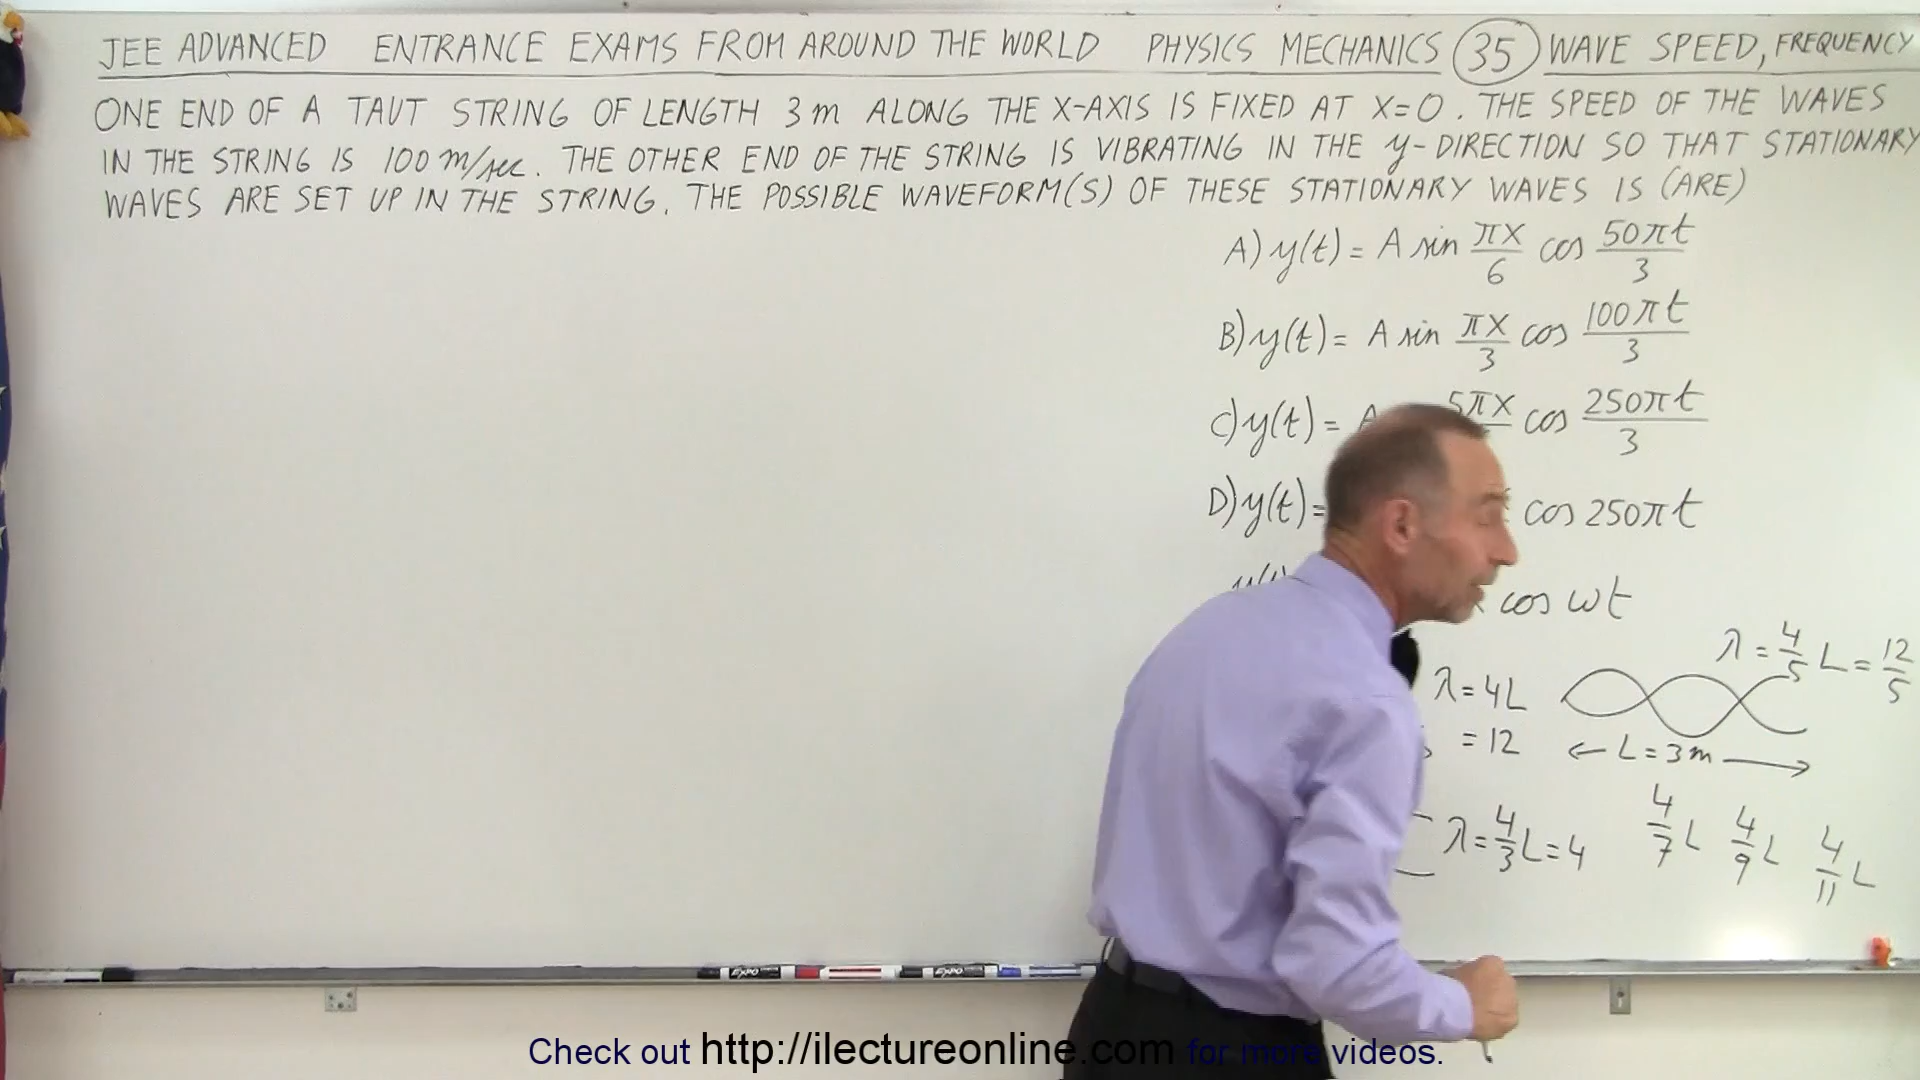 JEE ADVANCED ENTRANCE EXAMS FROM AROUND THE WORLD PHYSICS MECHANICS 35 WAVE SPEED, FREQUENCY
ONE END OF A TAUT STRING OF LENGTH 3 m ALONG THE X-AXIS IS FIXED AT X=0. THE SPEED OF THE WAVES
IN THE STRING IS 100 m/sec. THE OTHER END OF THE STRING IS VIBRATING IN THE y-DIRECTION SO THAT STATIONARY
WAVES ARE SET UP IN THE STRING. THE POSSIBLE WAVEFORM(S) OF THESE STATIONARY WAVES IS (ARE)
A) y(t) = A sin πx/6 cos 50πt/3
B) y(t) = A sin πx/3 cos 100πt/3
C) y(t) = A 5πx cos 250πt/3
D) y(t) = cos 250πt
cos ωt
λ = 4/5 L = 12/5
λ = 4L
= 12
← L = 3 m →
λ = 4/3 L = 4
4/7 L 4/9 L 4/11 L
EXPO EXPO
Check out http://ilectureonline.com for more videos.